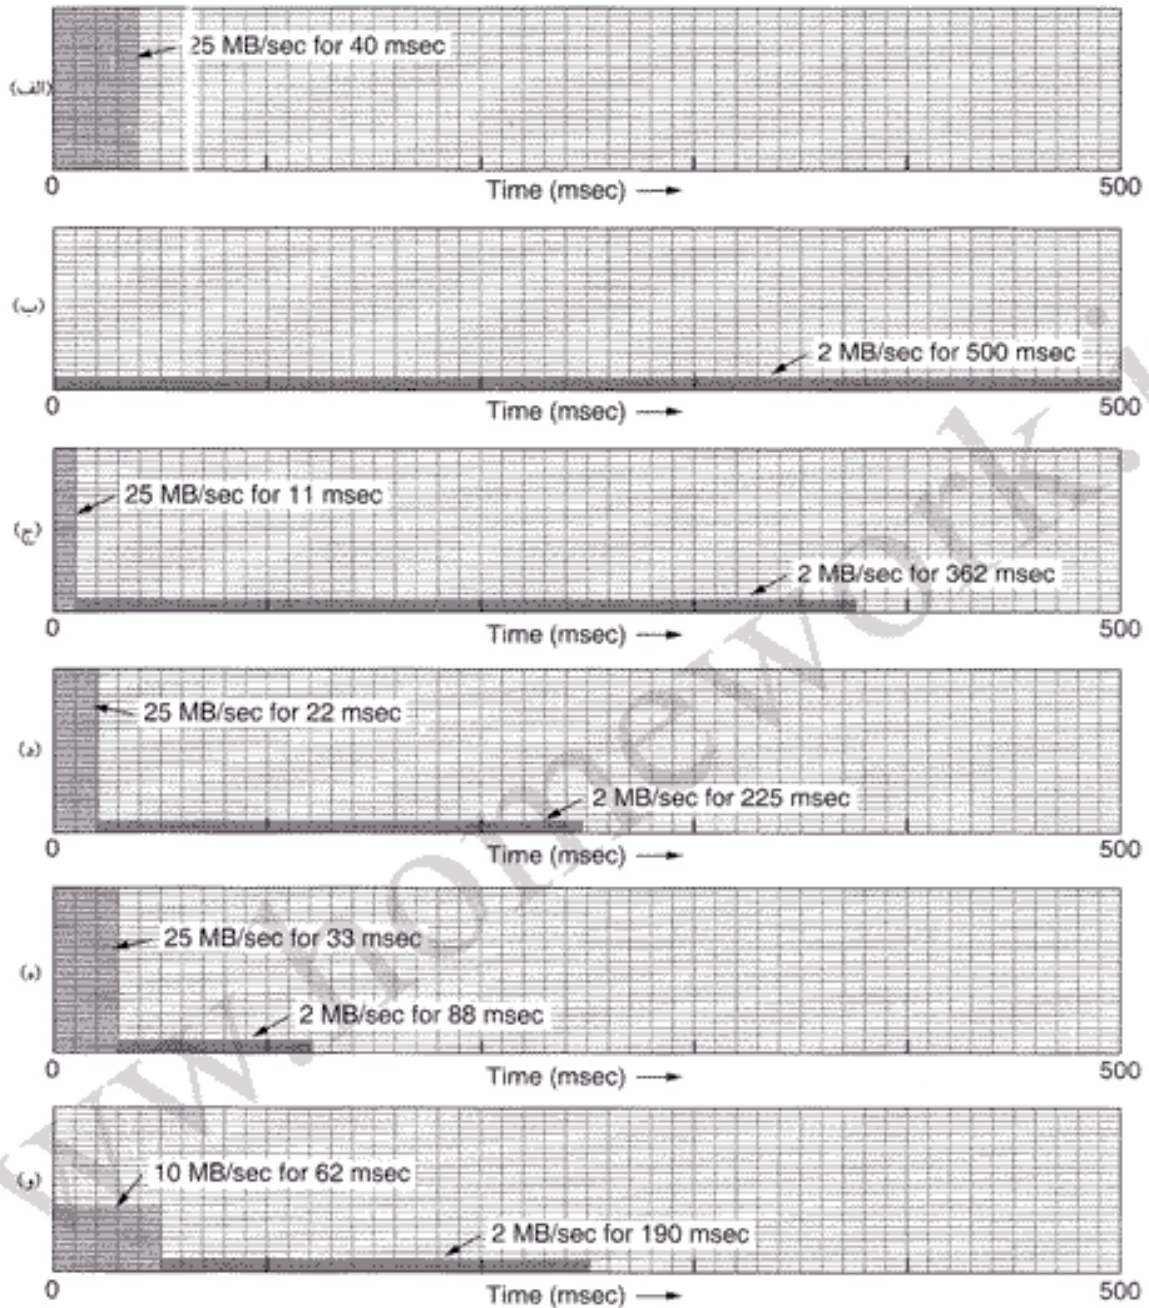 25 MB/sec for 40 msec
(الف)
0 Time (msec) → 500
(ب)
2 MB/sec for 500 msec
0 Time (msec) → 500
25 MB/sec for 11 msec
(ج)
2 MB/sec for 362 msec
0 Time (msec) → 500
25 MB/sec for 22 msec
(د)
2 MB/sec for 225 msec
0 Time (msec) → 500
25 MB/sec for 33 msec
(ه)
2 MB/sec for 88 msec
0 Time (msec) → 500
10 MB/sec for 62 msec
(و)
2 MB/sec for 190 msec
0 Time (msec) → 500